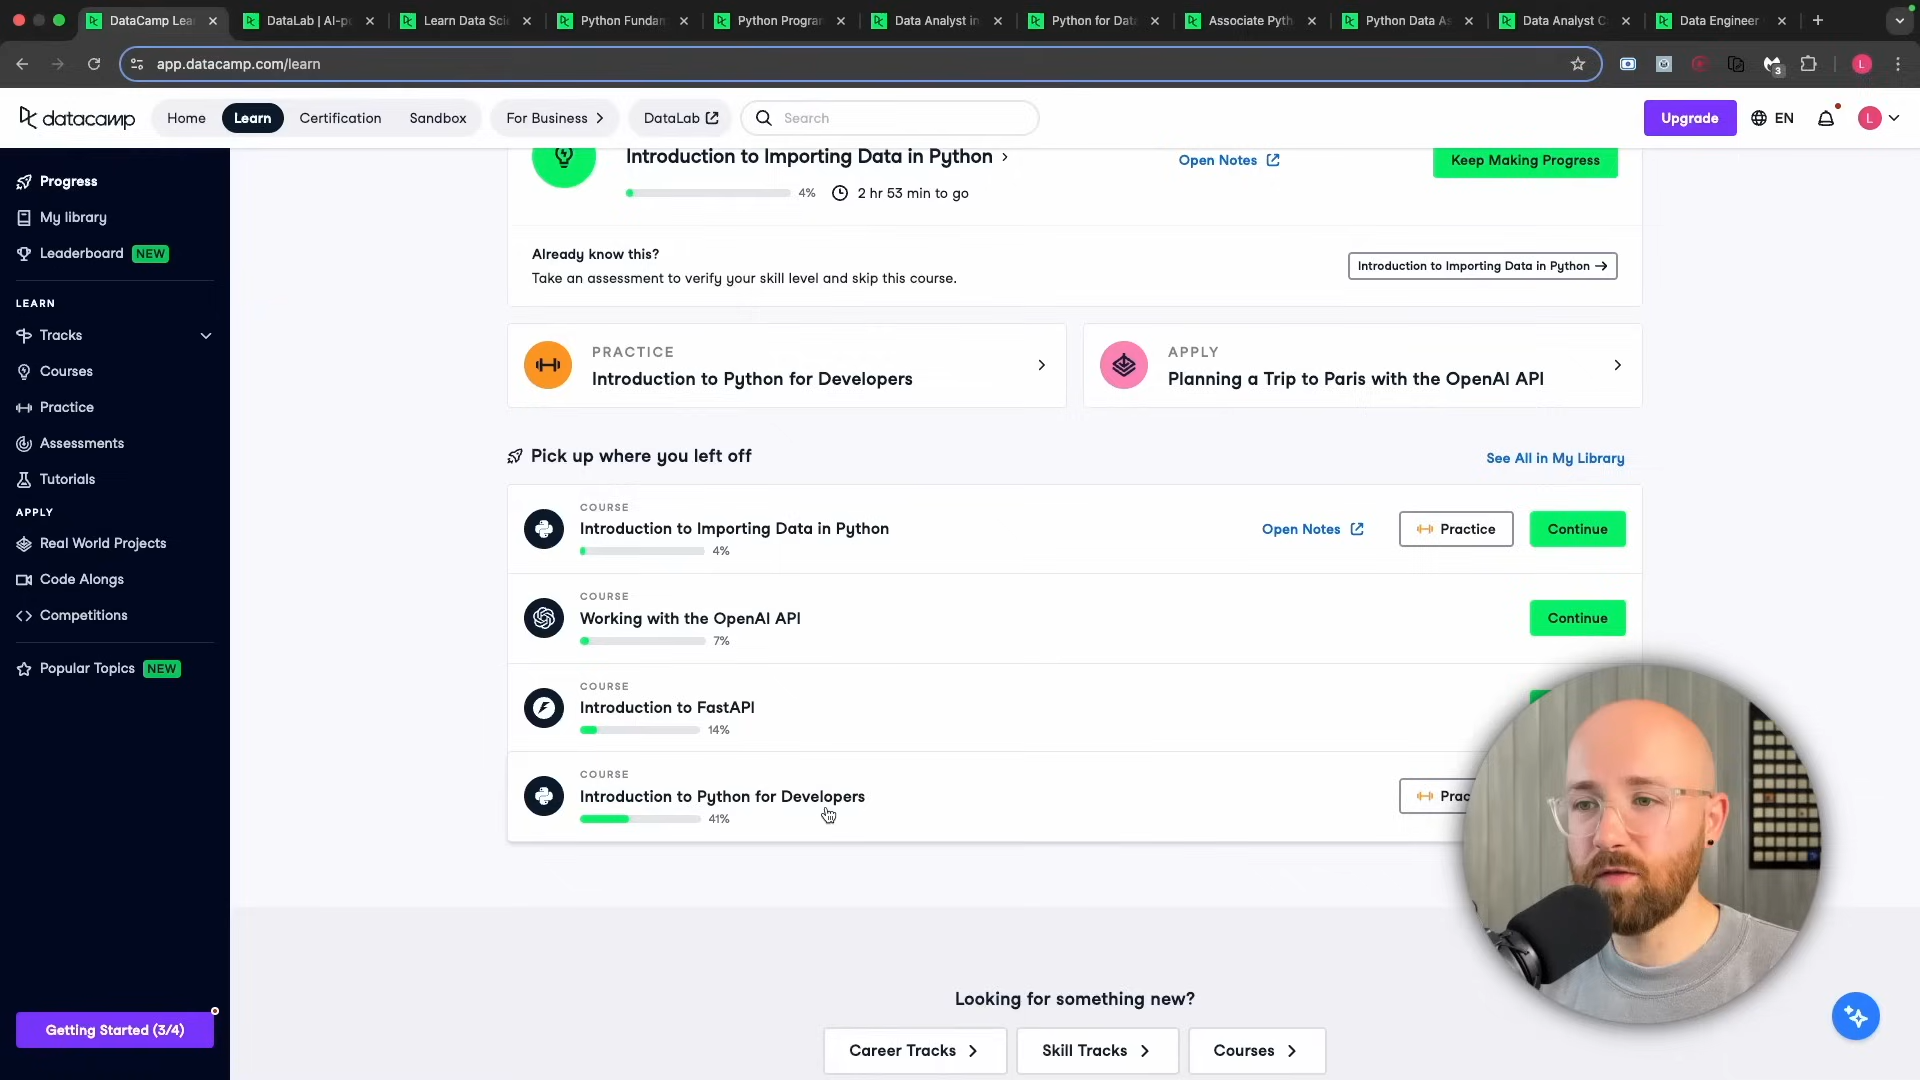 DataCamp Lea
DataLab | AI-po
Learn Data Scie
Python Fundam
Python Program
Data Analyst in
Python for Data
Associate Pyth
Python Data As
Data Analyst C
Data Engineer
app.datacamp.com/learn
3
L
datacamp
Home
Learn
Certification
Sandbox
For Business
DataLab
Search
Upgrade
EN
L
Progress
My library
Leaderboard NEW
LEARN
Tracks
Courses
Practice
Assessments
Tutorials
APPLY
Real World Projects
Code Alongs
Competitions
Popular Topics NEW
Getting Started (3/4)
Introduction to Importing Data in Python
Open Notes
Keep Making Progress
4%
2 hr 53 min to go
Already know this?
Take an assessment to verify your skill level and skip this course.
Introduction to Importing Data in Python →
PRACTICE
Introduction to Python for Developers
APPLY
Planning a Trip to Paris with the OpenAI API
Pick up where you left off
See All in My Library
COURSE
Introduction to Importing Data in Python
4%
Open Notes
Practice
Continue
COURSE
Working with the OpenAI API
7%
Continue
COURSE
Introduction to FastAPI
14%
COURSE
Introduction to Python for Developers
41%
Prac
Looking for something new?
Career Tracks
Skill Tracks
Courses